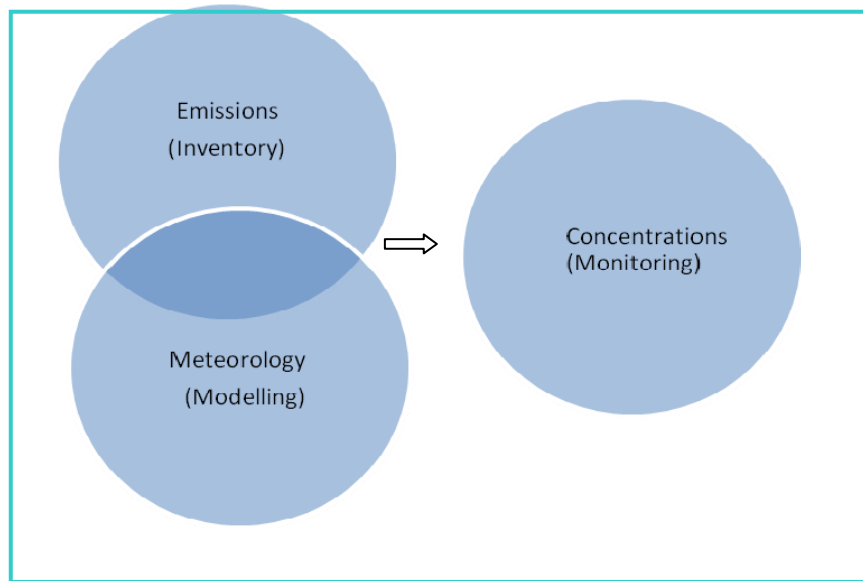 Emissions
(Inventory)
Concentrations
(Monitoring)
Meteorology
(Modelling)